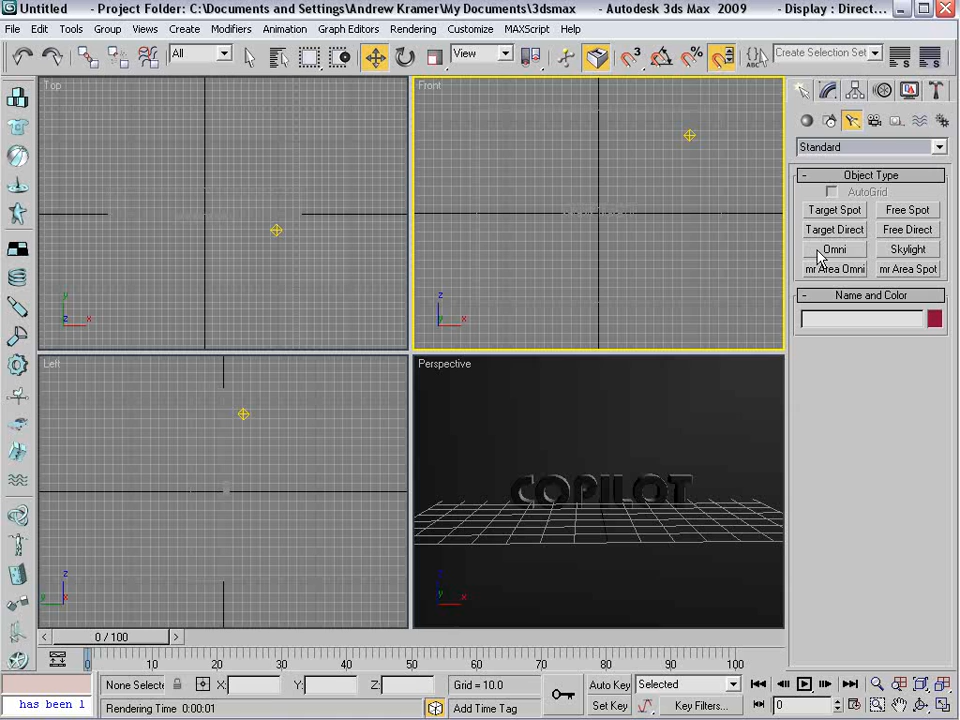 Untitled - Project Folder: C:\Documents and Settings\Andrew Kramer\My Documents\3dsmax - Autodesk 3ds Max 2009 - Display : Direct...
File Edit Tools Group Views Create Modifiers Animation Graph Editors Rendering Customize MAXScript Help
All View 3 % Create Selection Set
Top Front
Standard
Object Type
AutoGrid
Target Spot Free Spot
Target Direct Free Direct
Omni Skylight
mr Area Omni mr Area Spot
Name and Color
y z
z x y x
Left Perspective
COPILOT
z z
y x y x
0 / 100
0 10 20 30 40 50 60 70 80 90 100
None Selecte X: Y: Z: Grid = 10.0 Auto Key Selected
has been l Rendering Time 0:00:01 Add Time Tag Set Key Key Filters... 0